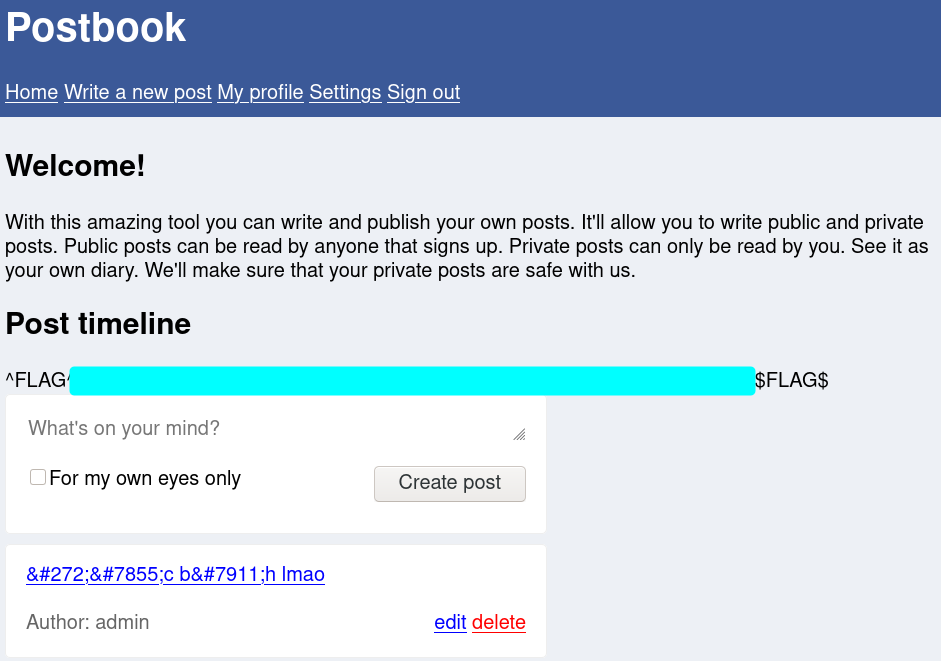 Postbook
Home Write a new post My profile Settings Sign out
Welcome!
With this amazing tool you can write and publish your own posts. It'll allow you to write public and private
posts. Public posts can be read by anyone that signs up. Private posts can only be read by you. See it as
your own diary. We'll make sure that your private posts are safe with us.
Post timeline
^FLAG^ $FLAG$
What's on your mind?
For my own eyes only Create post
&#272;&#7855;c b&#7911;h lmao
Author: admin edit delete